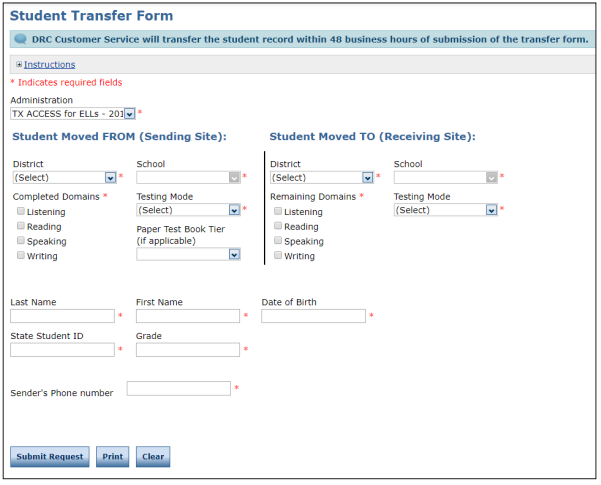 Student Transfer Form
DRC Customer Service will transfer the student record within 48 business hours of submission of the transfer form.
Instructions
* Indicates required fields
Administration
TX ACCESS for ELLs - 201 *
Student Moved FROM (Sending Site):
Student Moved TO (Receiving Site):
District
School
District
School
(Select) *
*
(Select) *
*
Completed Domains *
Testing Mode
Remaining Domains *
Testing Mode
Listening
(Select) *
Listening
(Select) *
Reading
Reading
Paper Test Book Tier
(if applicable)
Speaking
Speaking
Writing
Writing
Last Name
First Name
Date of Birth
*
*
*
State Student ID
Grade
*
*
Sender's Phone number *
Submit Request
Print
Clear